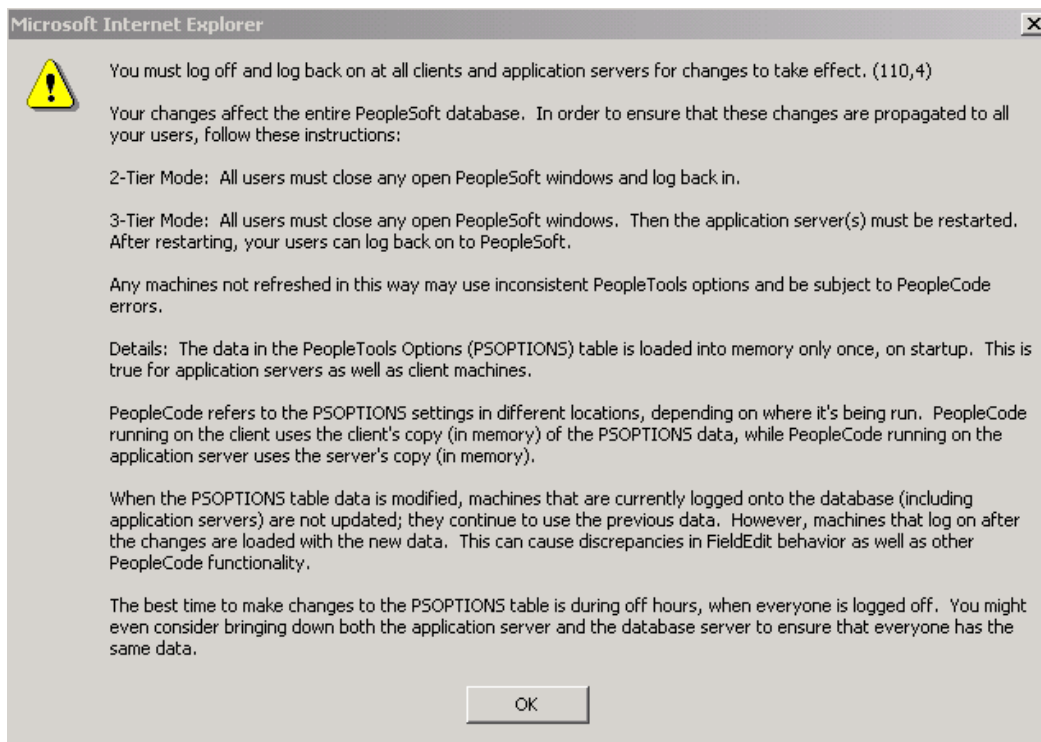 Microsoft Internet Explorer
You must log off and log back on at all clients and application servers for changes to take effect. (110,4)
Your changes affect the entire PeopleSoft database.  In order to ensure that these changes are propagated to all
your users, follow these instructions:
2-Tier Mode:  All users must close any open PeopleSoft windows and log back in.
3-Tier Mode:  All users must close any open PeopleSoft windows.  Then the application server(s) must be restarted.
After restarting, your users can log back on to PeopleSoft.
Any machines not refreshed in this way may use inconsistent PeopleTools options and be subject to PeopleCode
errors.
Details:  The data in the PeopleTools Options (PSOPTIONS) table is loaded into memory only once, on startup.  This is
true for application servers as well as client machines.
PeopleCode refers to the PSOPTIONS settings in different locations, depending on where it's being run.  PeopleCode
running on the client uses the client's copy (in memory) of the PSOPTIONS data, while PeopleCode running on the
application server uses the server's copy (in memory).
When the PSOPTIONS table data is modified, machines that are currently logged onto the database (including
application servers) are not updated; they continue to use the previous data.  However, machines that log on after
the changes are loaded with the new data.  This can cause discrepancies in FieldEdit behavior as well as other
PeopleCode functionality.
The best time to make changes to the PSOPTIONS table is during off hours, when everyone is logged off.  You might
even consider bringing down both the application server and the database server to ensure that everyone has the
same data.
OK